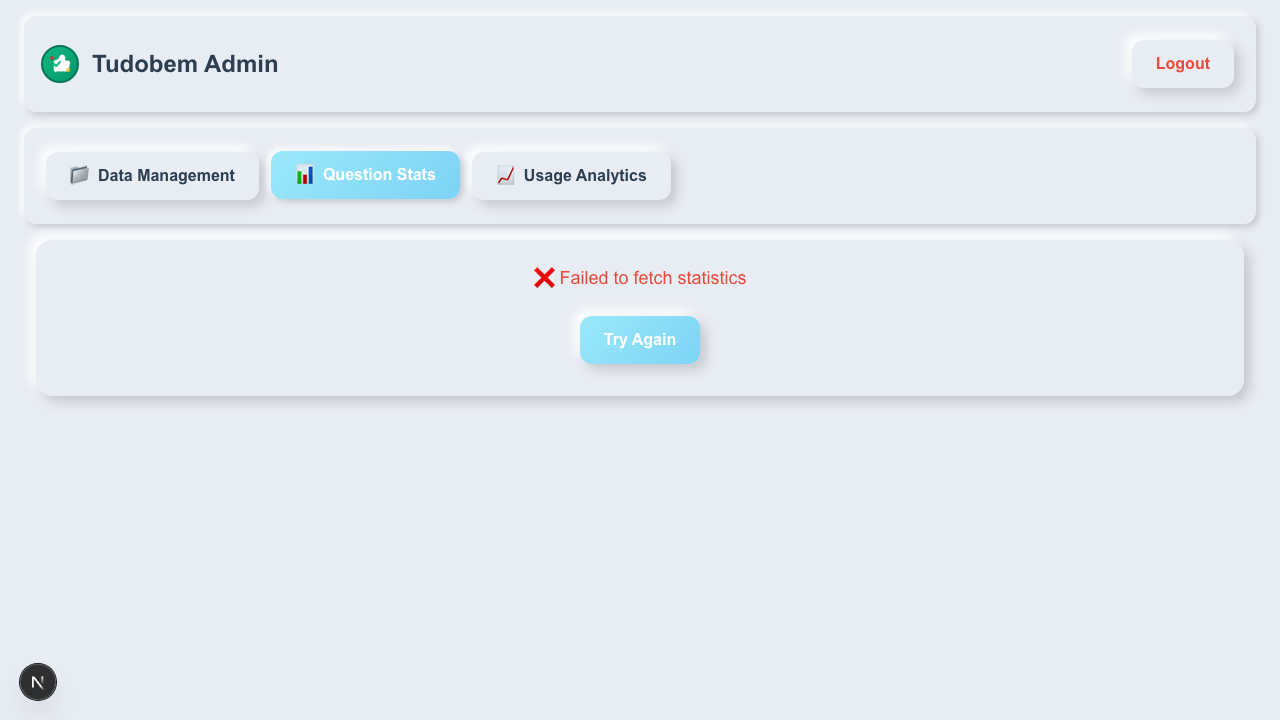 Tudobem Admin
Logout
Data Management
Question Stats
Usage Analytics
Failed to fetch statistics
Try Again
N